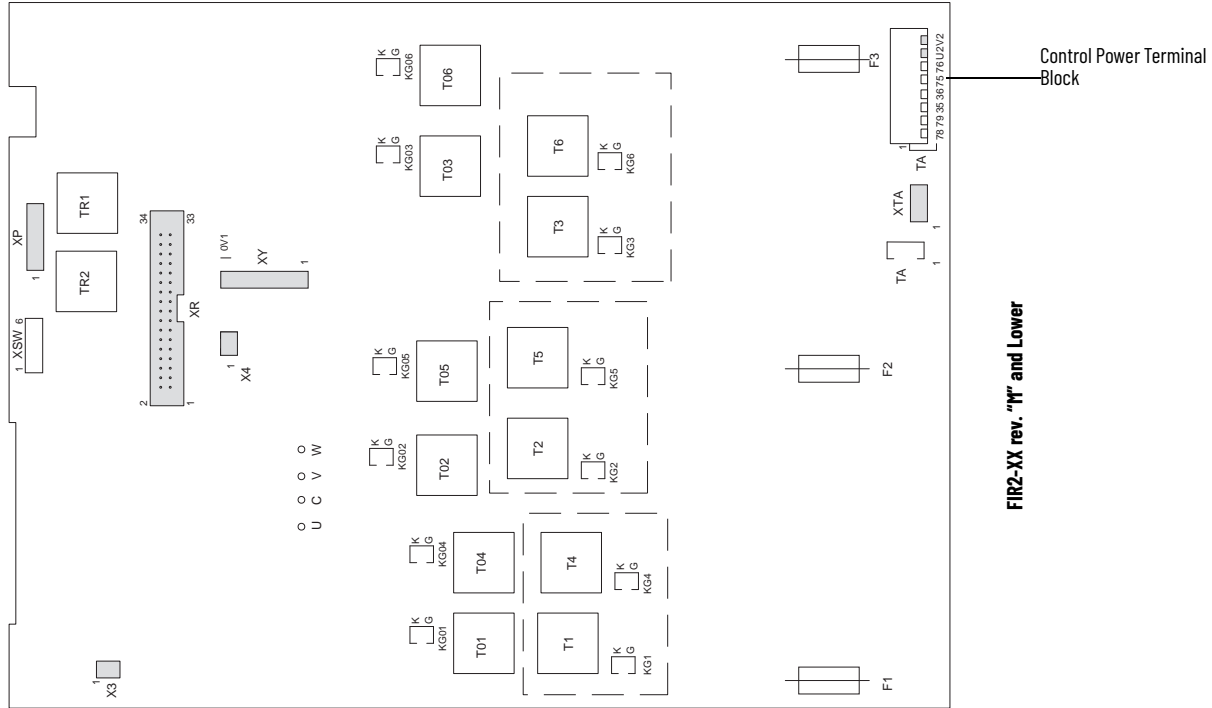 K G
KG06
T06
F3
78 79 35 36 75 76 U2 V2
Control Power Terminal
Block
1
TA
K G
KG03
T03
T6
K G
KG6
XP
1
TR1
34
33
XTA
1
TR2
0V1
XY
1
T3
K G
KG3
TA
1
XSW
1
6
XR
2
1
X4
1
K G
KG05
T05
T5
K G
KG5
F2
FIR2-XX rev. "M" and Lower
U C V W
K G
KG02
T02
T2
K G
KG2
K G
KG04
T04
T4
K G
KG4
K G
KG01
T01
T1
K G
KG1
X3
1
F1